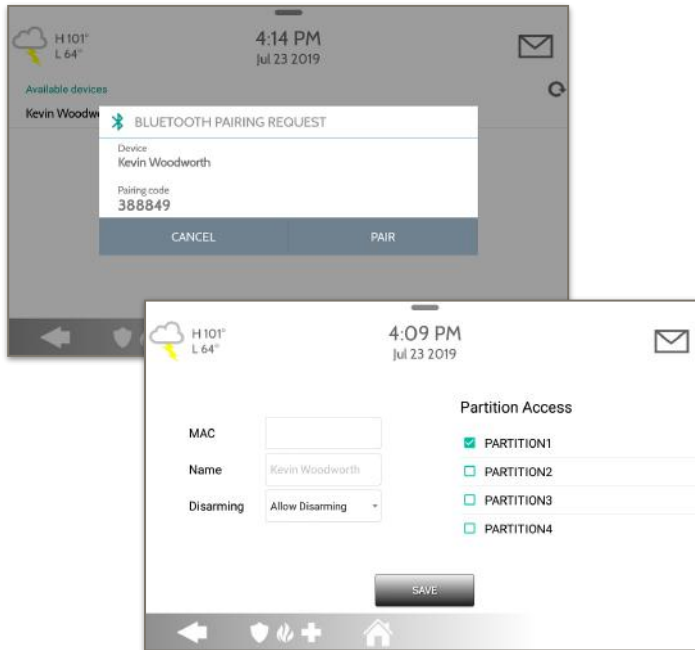 H 101°
L 64°
4:14 PM
Jul 23 2019
Available devices
Kevin Woodw
BLUETOOTH PAIRING REQUEST
Device
Kevin Woodworth
Pairing code
388849
CANCEL PAIR
H 101°
L 64°
4:09 PM
Jul 23 2019
MAC
Name Kevin Woodworth
Disarming Allow Disarming
Partition Access
PARTITION1
PARTITION2
PARTITION3
PARTITION4
SAVE